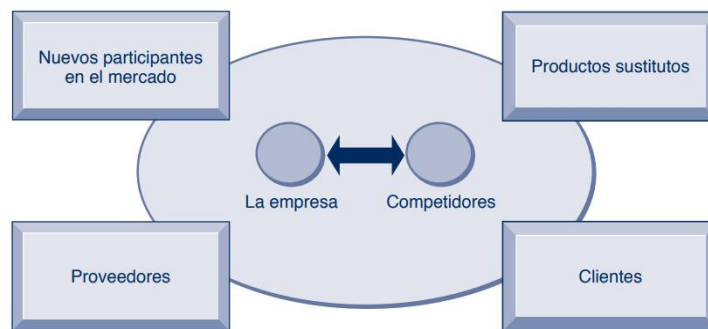 Nuevos participantes
en el mercado
Productos sustitutos
La empresa
Competidores
Proveedores
Clientes